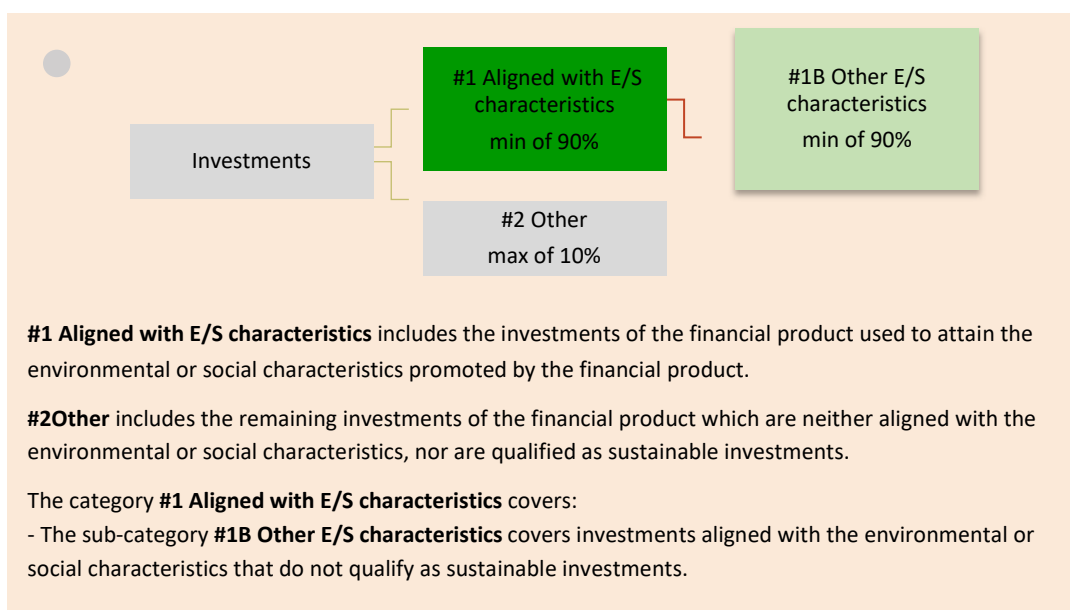 #1 Aligned with E/S
characteristics
min of 90%
#1B Other E/S
characteristics
min of 90%
Investments
#2 Other
max of 10%
#1 Aligned with E/S characteristics includes the investments of the financial product used to attain the
environmental or social characteristics promoted by the financial product.
#2Other includes the remaining investments of the financial product which are neither aligned with the
environmental or social characteristics, nor are qualified as sustainable investments.
The category #1 Aligned with E/S characteristics covers:
- The sub-category #1B Other E/S characteristics covers investments aligned with the environmental or
social characteristics that do not qualify as sustainable investments.